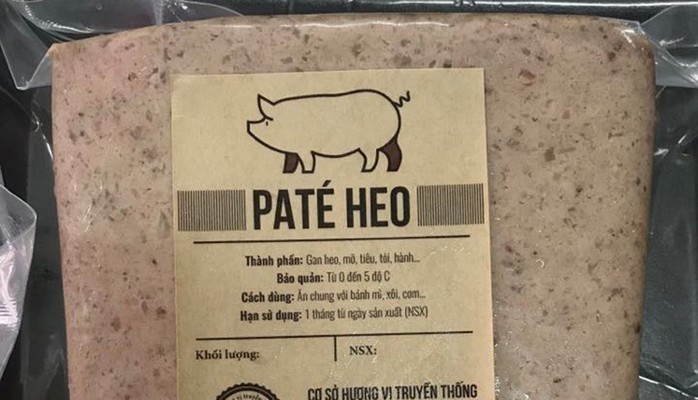 PATÉ HEO
Thành phần: Gan heo, mỡ, tiêu, tỏi, hành...
Bảo quản: Từ 0 đến 5 độ C
Cách dùng: Ăn chung với bánh mì, xôi, cơm...
Hạn sử dụng: 1 tháng từ ngày sản xuất (NSX)
Khối lượng: NSX:
CƠ SỞ HƯƠNG VỊ TRUYỀN THỐNG